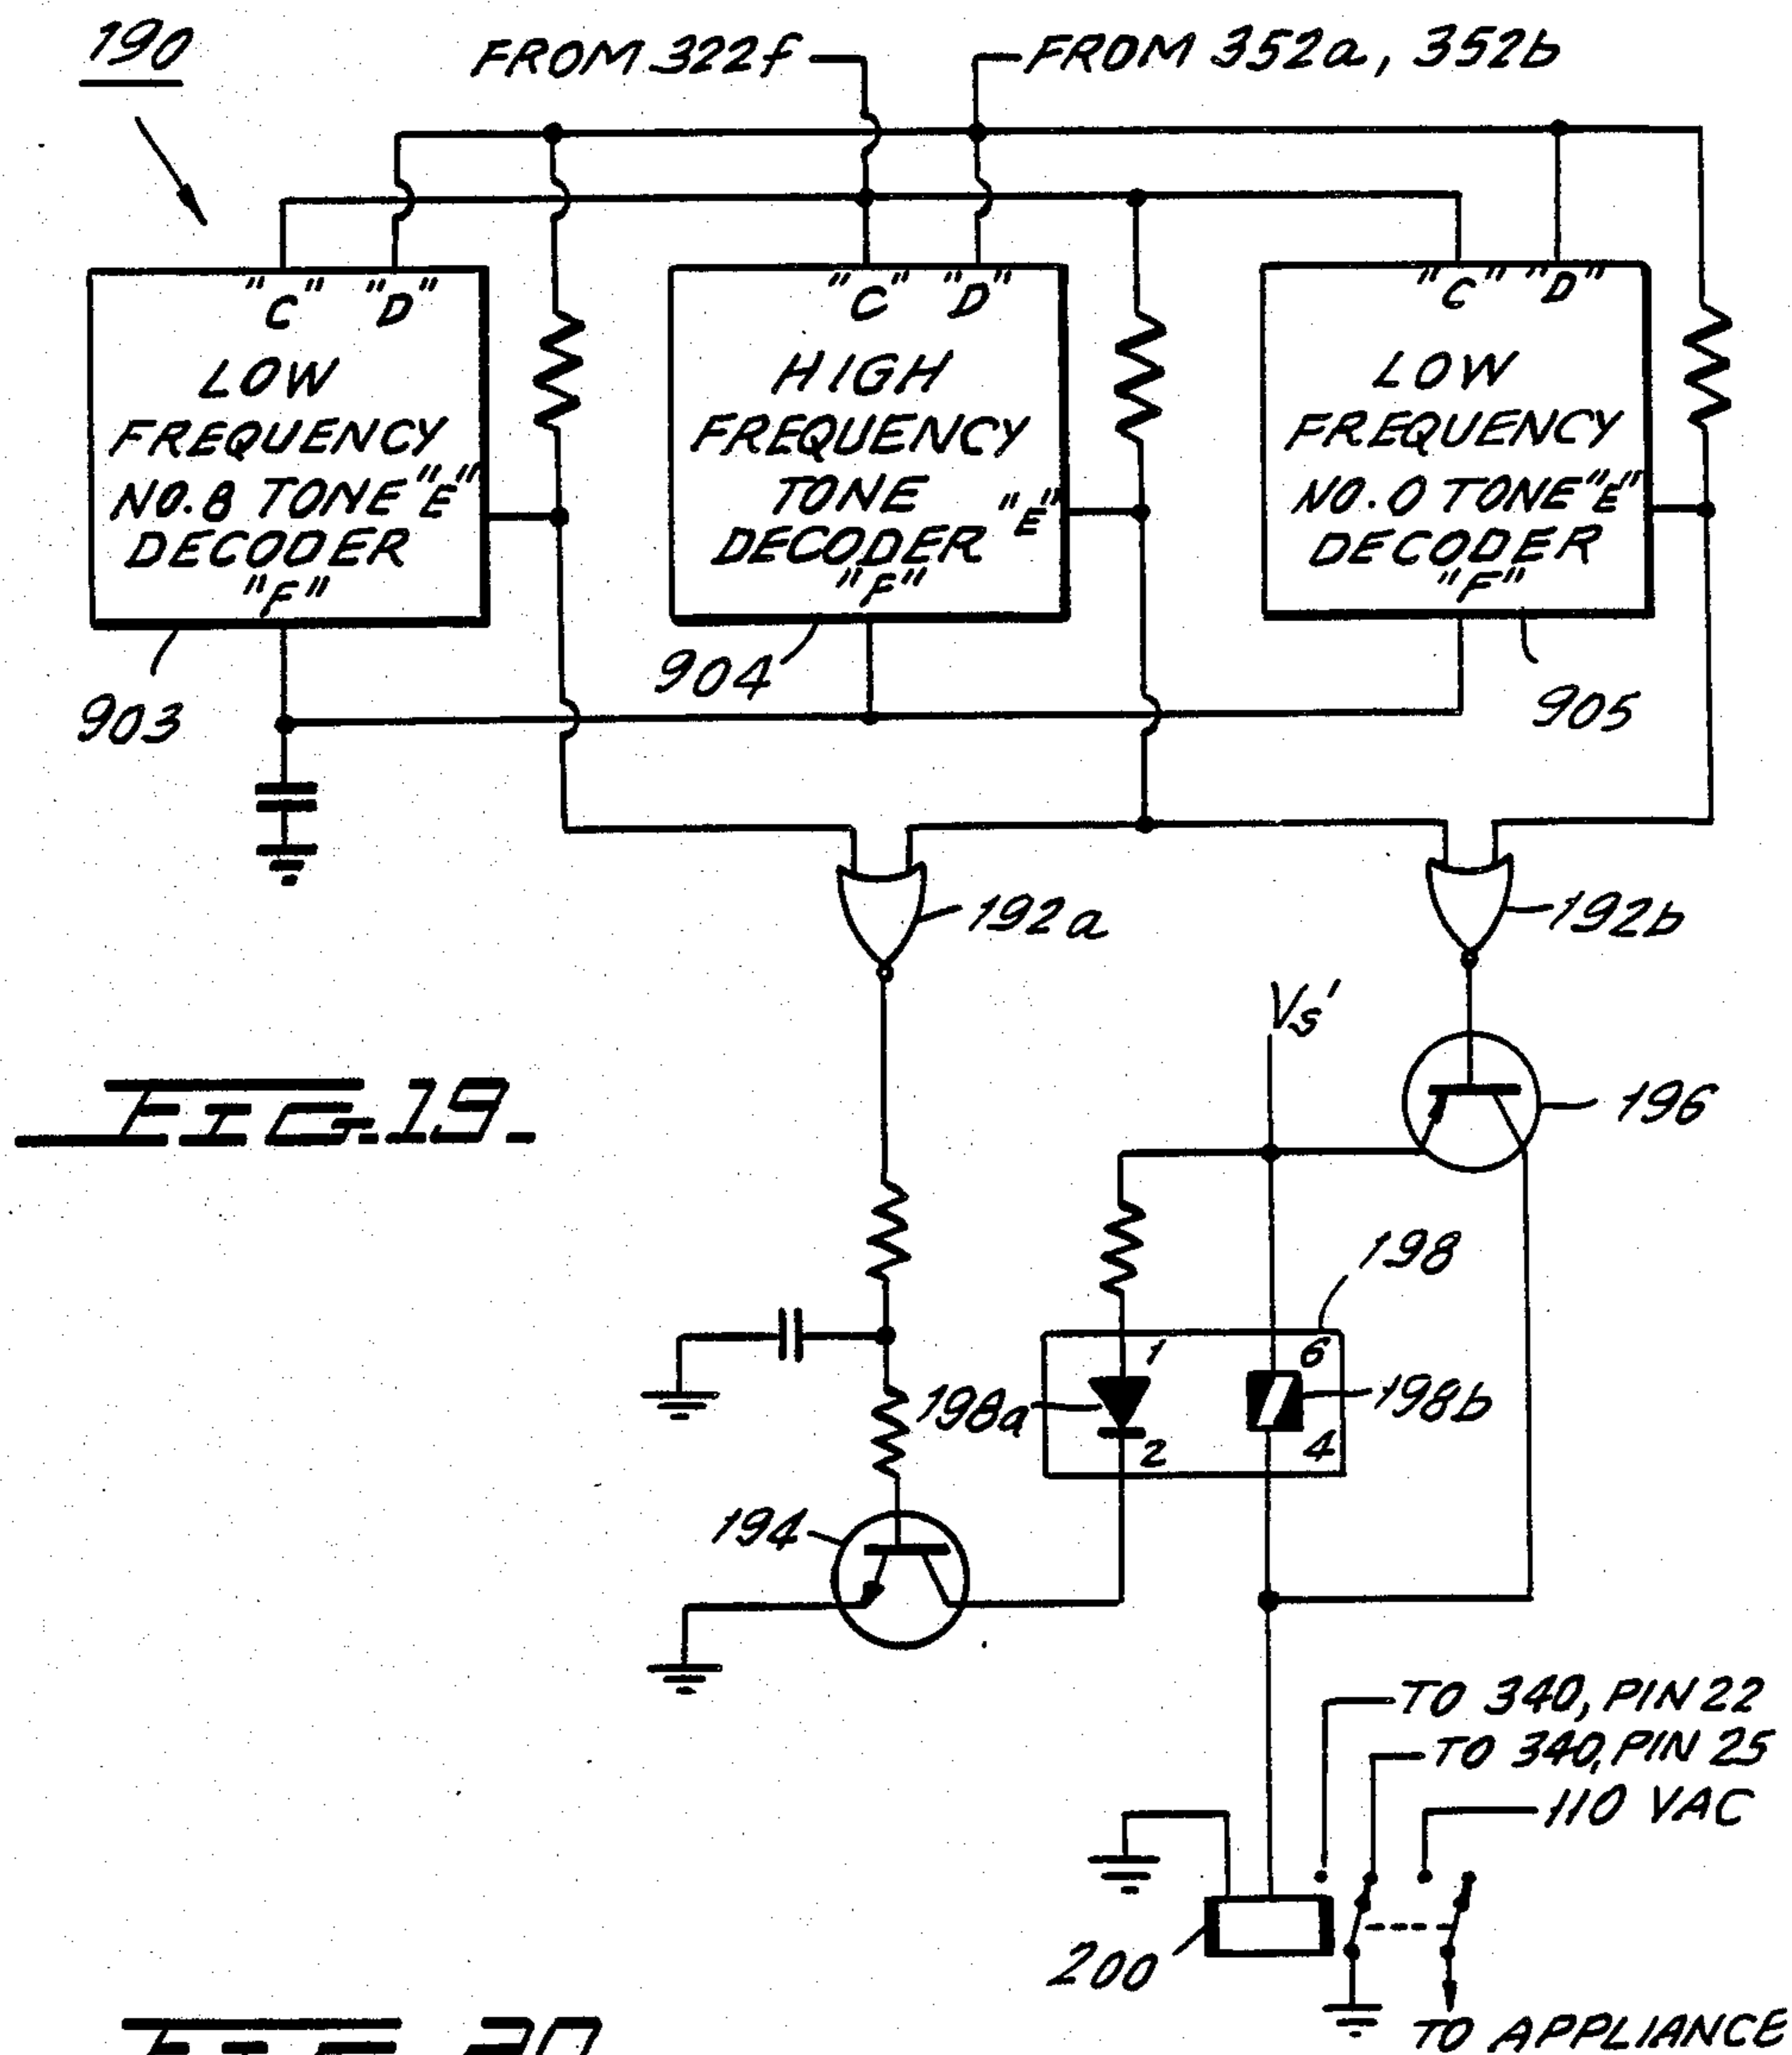 190
FROM 322f
FROM 352a, 352b
"C" "D"
LOW
FREQUENCY
NO.8 TONE "E"
DECODER
"F"
"C" "D"
HIGH
FREQUENCY
TONE
DECODER "E"
"F"
"C" "D"
LOW
FREQUENCY
NO.0 TONE "E"
DECODER
"F"
903
904
905
192a
192b
Vs'
FIG.19.
196
198
1
6
198a
198b
2
4
194
TO 340, PIN 22
TO 340, PIN 25
110 VAC
200
TO APPLIANCE